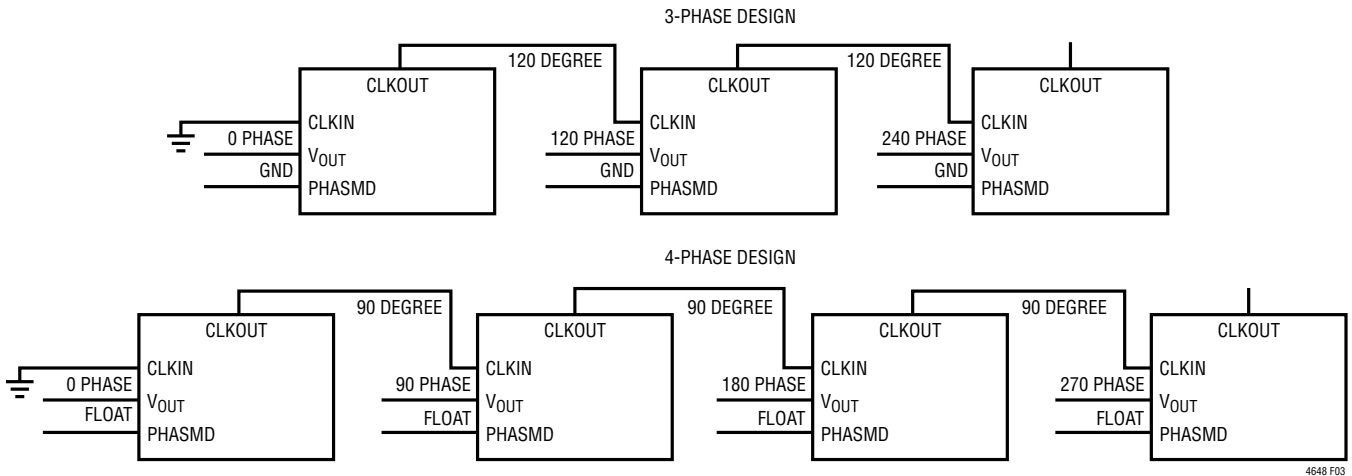 3-PHASE DESIGN
120 DEGREE
120 DEGREE
CLKOUT
CLKOUT
CLKOUT
CLKIN
CLKIN
CLKIN
0 PHASE
120 PHASE
240 PHASE
VOUT
VOUT
VOUT
GND
GND
GND
PHASMD
PHASMD
PHASMD
4-PHASE DESIGN
90 DEGREE
90 DEGREE
90 DEGREE
CLKOUT
CLKOUT
CLKOUT
CLKOUT
CLKIN
CLKIN
CLKIN
CLKIN
0 PHASE
90 PHASE
180 PHASE
270 PHASE
VOUT
VOUT
VOUT
VOUT
FLOAT
FLOAT
FLOAT
FLOAT
PHASMD
PHASMD
PHASMD
PHASMD
4648 F03